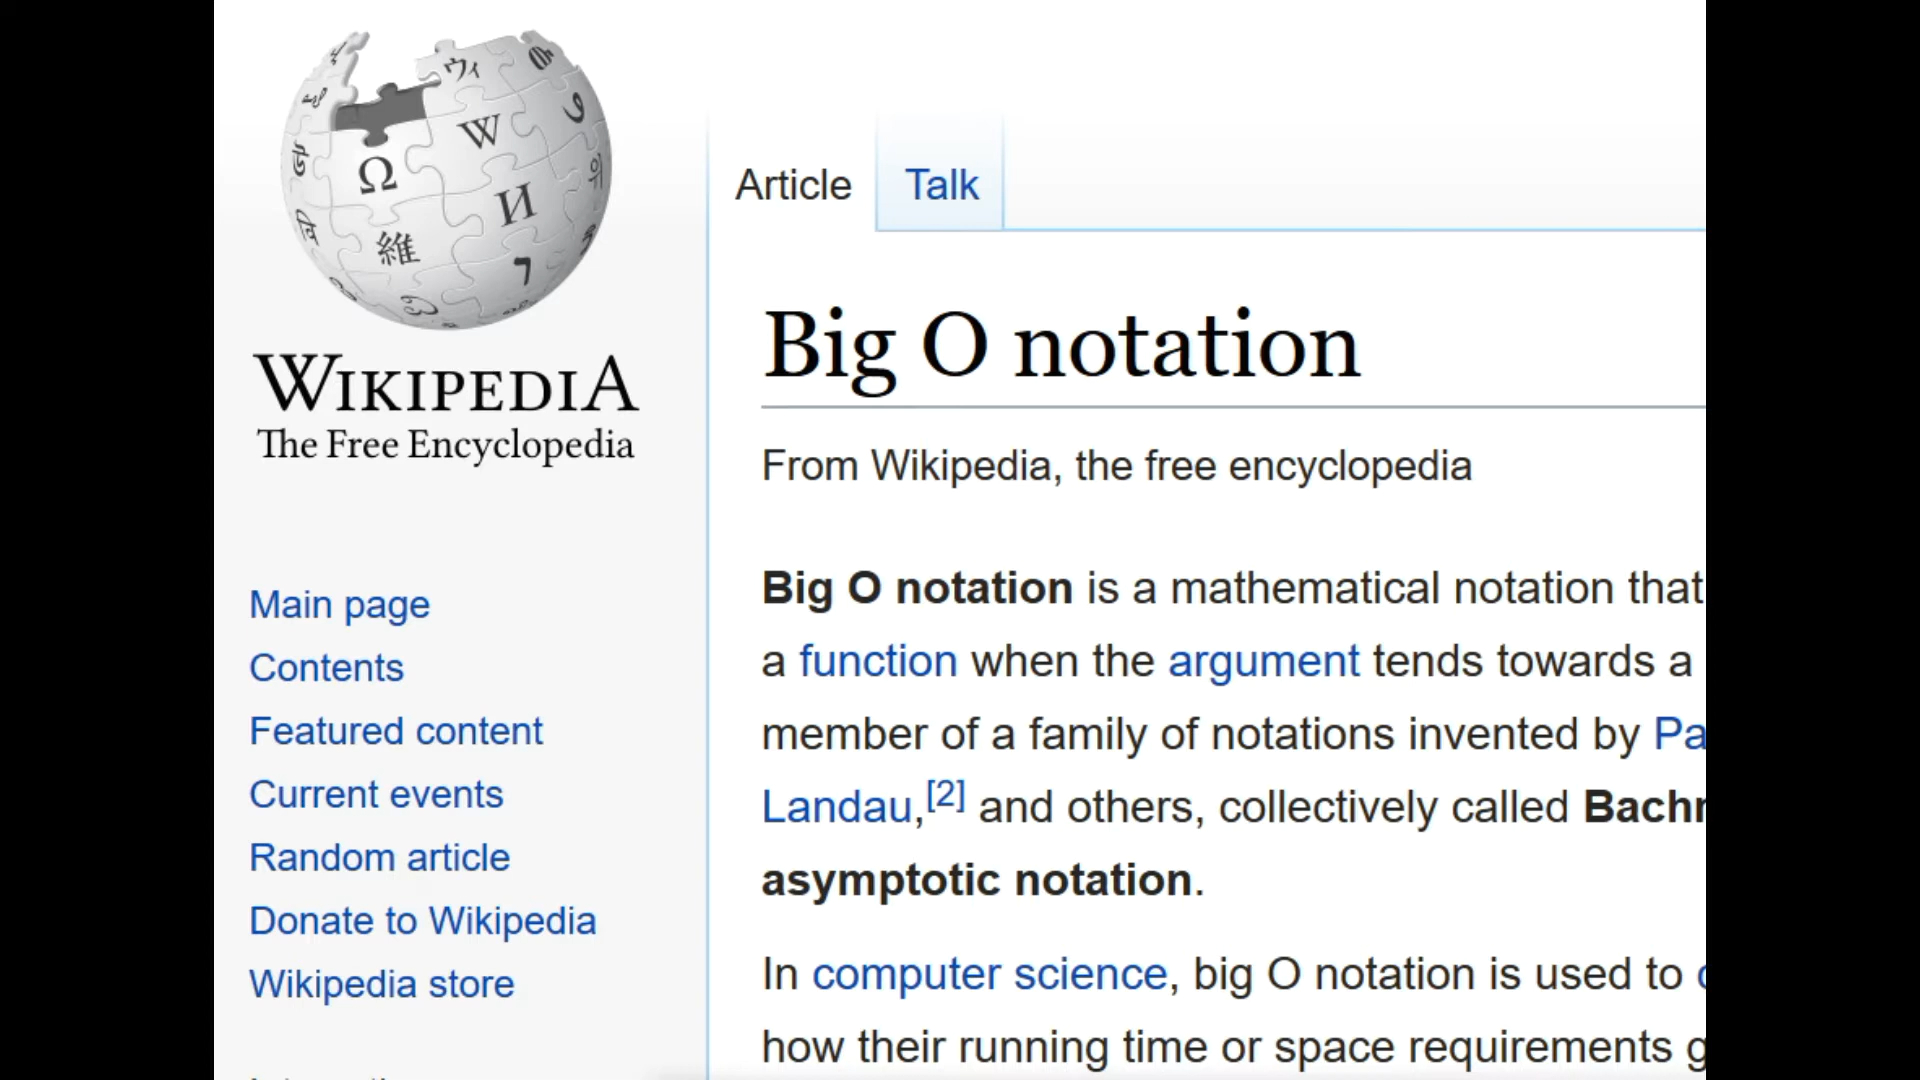 WIKIPEDIA
The Free Encyclopedia
Main page
Contents
Featured content
Current events
Random article
Donate to Wikipedia
Wikipedia store
Article
Talk
Big O notation
From Wikipedia, the free encyclopedia
Big O notation is a mathematical notation that
a function when the argument tends towards a
member of a family of notations invented by Pa
Landau,[2] and others, collectively called Bach
asymptotic notation.
In computer science, big O notation is used to
how their running time or space requirements g